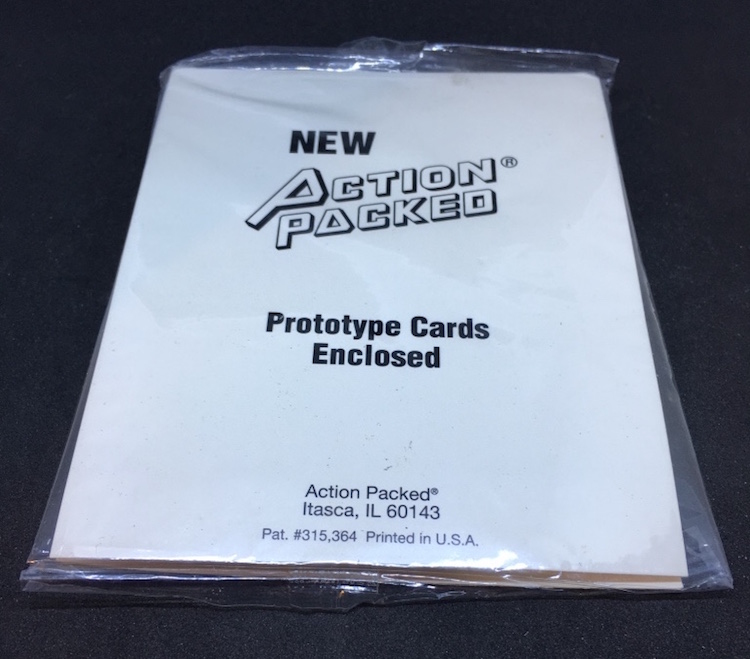 NEW
ACTION®
PACKED
Prototype Cards
Enclosed
Action Packed®
Itasca, IL 60143
Pat. #315,364 Printed in U.S.A.